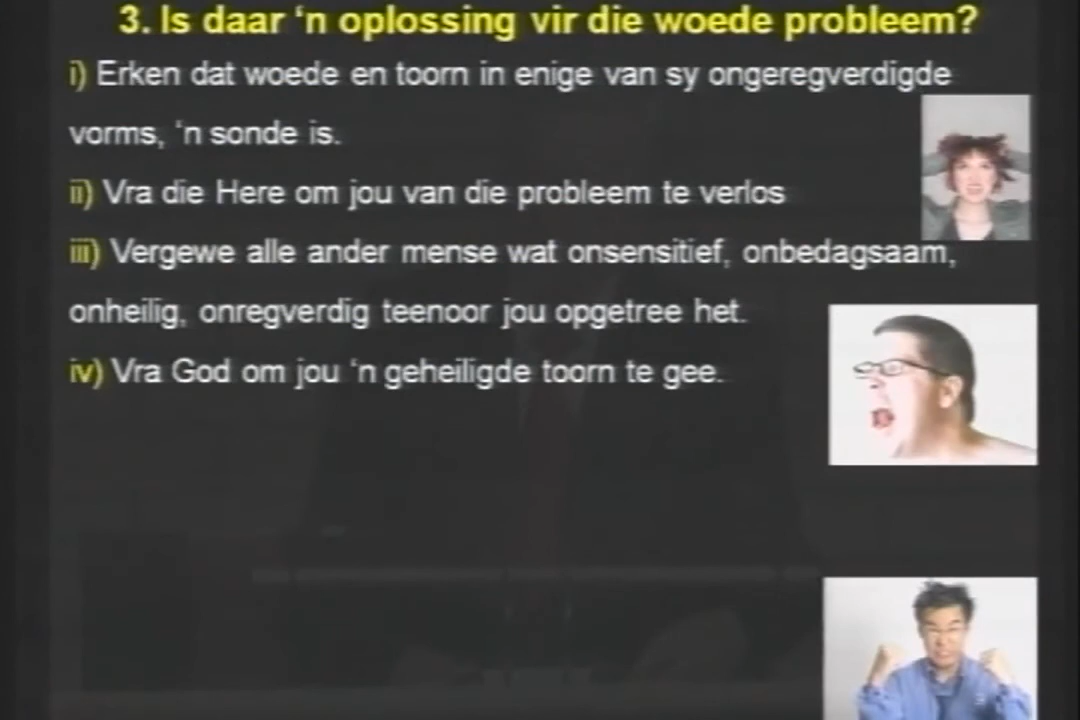 3. Is daar ‘n oplossing vir die woede probleem?
i) Erken dat woede en toorn in enige van sy ongeregverdigde
vorms, ‘n sonde is.
ii) Vra die Here om jou van die probleem te verlos
iii) Vergewe alle ander mense wat onsensitief, onbedagsaam,
onheilig, onregverdig teenoor jou opgetree het.
iv) Vra God om jou ‘n geheiligde toorn te gee.